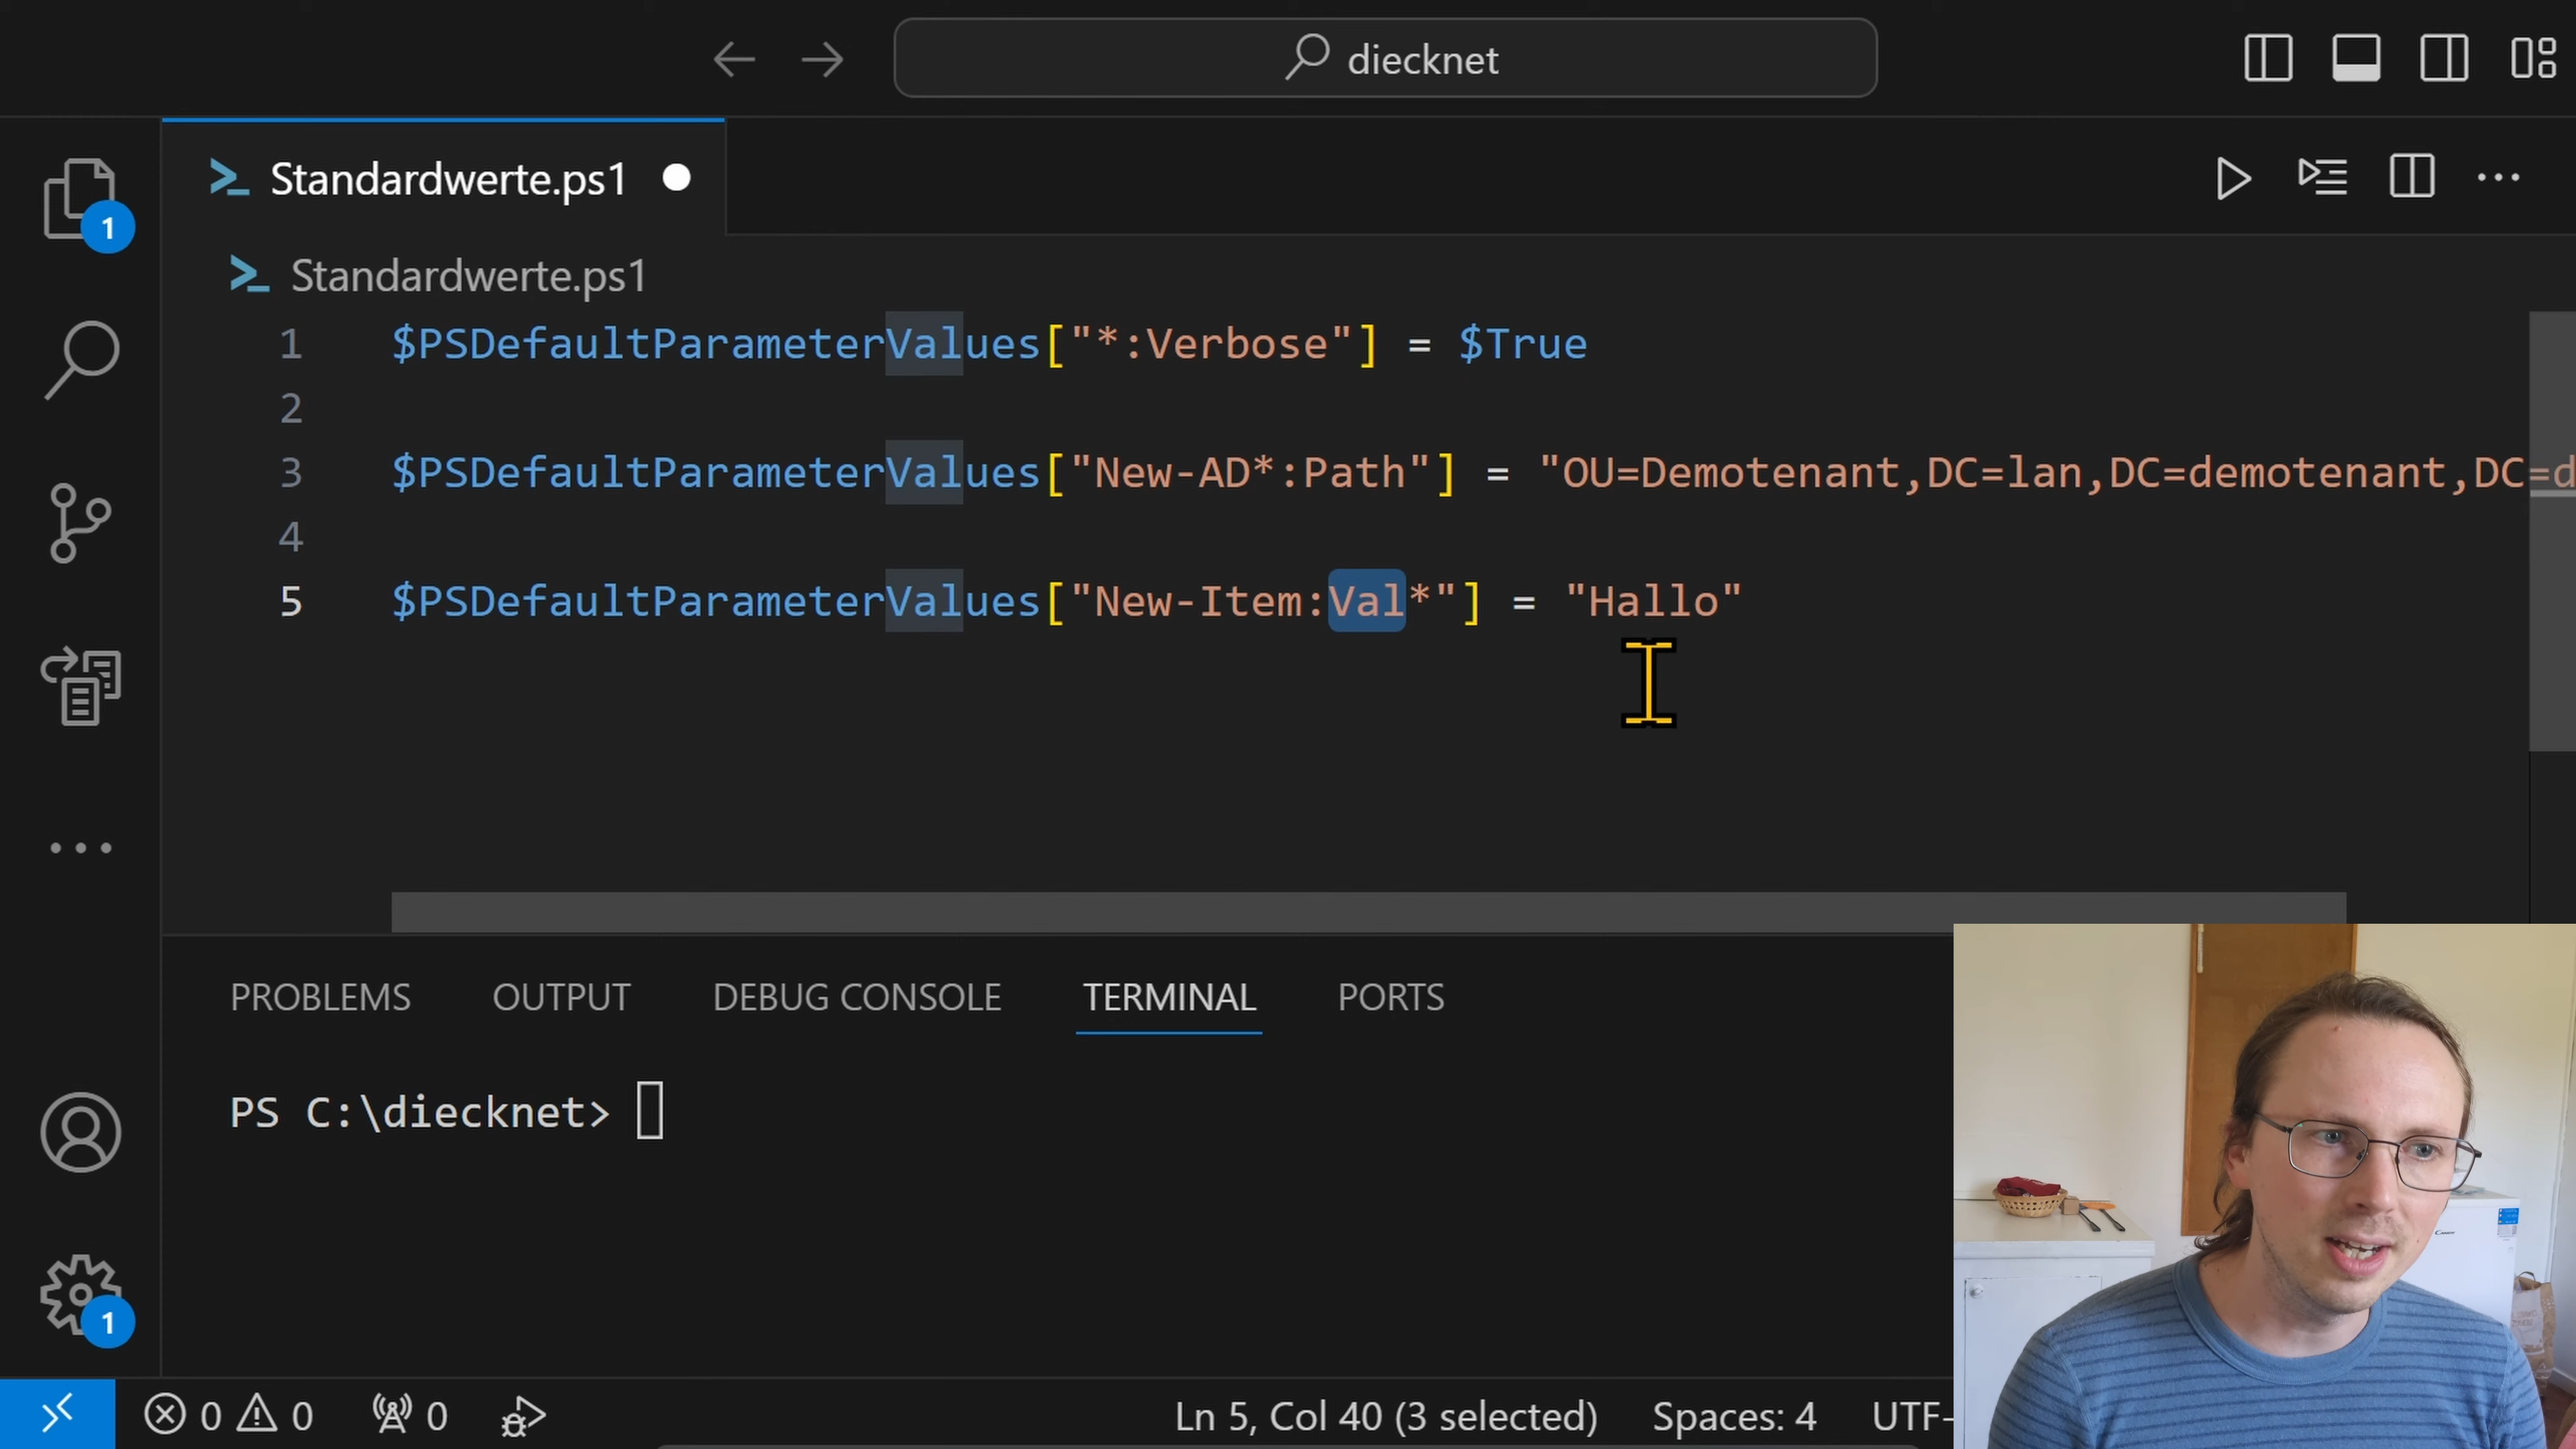 diecknet
Standardwerte.ps1
1
Standardwerte.ps1
1 $PSDefaultParameterValues["*:Verbose"] = $True
2
3 $PSDefaultParameterValues["New-AD*:Path"] = "OU=Demotenant,DC=lan,DC=demotenant,DC=d
4
5 $PSDefaultParameterValues["New-Item:Val*"] = "Hallo"
PROBLEMS OUTPUT DEBUG CONSOLE TERMINAL PORTS
PS C:\diecknet>
1
0 0 0 Ln 5, Col 40 (3 selected) Spaces: 4 UTF-